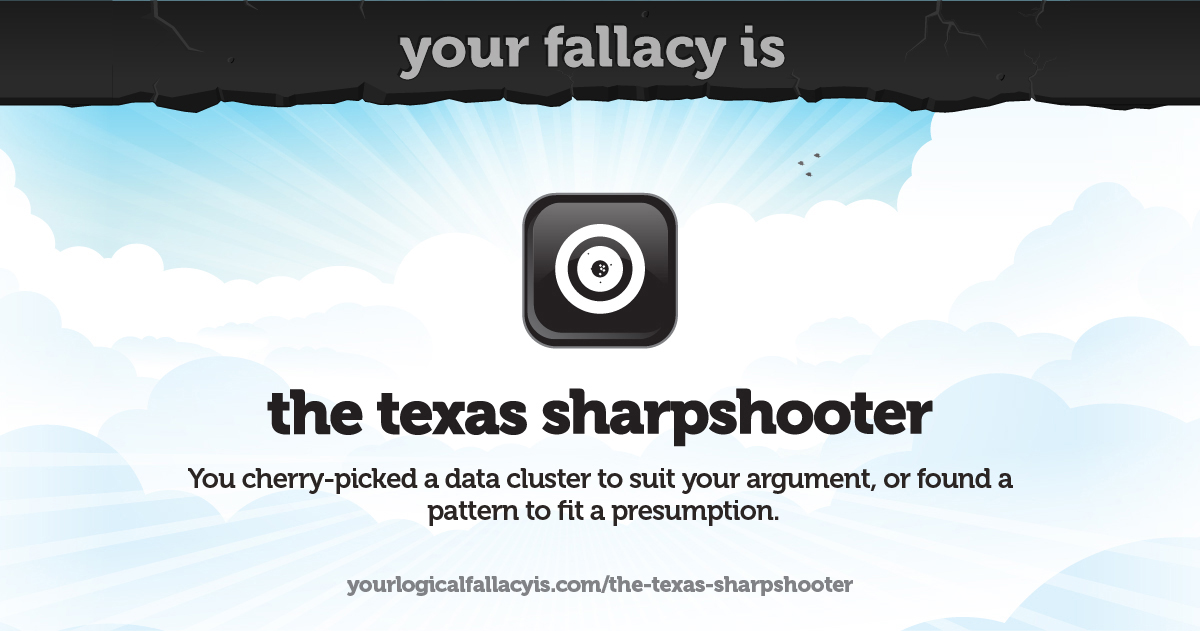 your fallacy is
the texas sharpshooter
You cherry-picked a data cluster to suit your argument, or found a
pattern to fit a presumption.
yourlogicalfallacyis.com/the-texas-sharpshooter